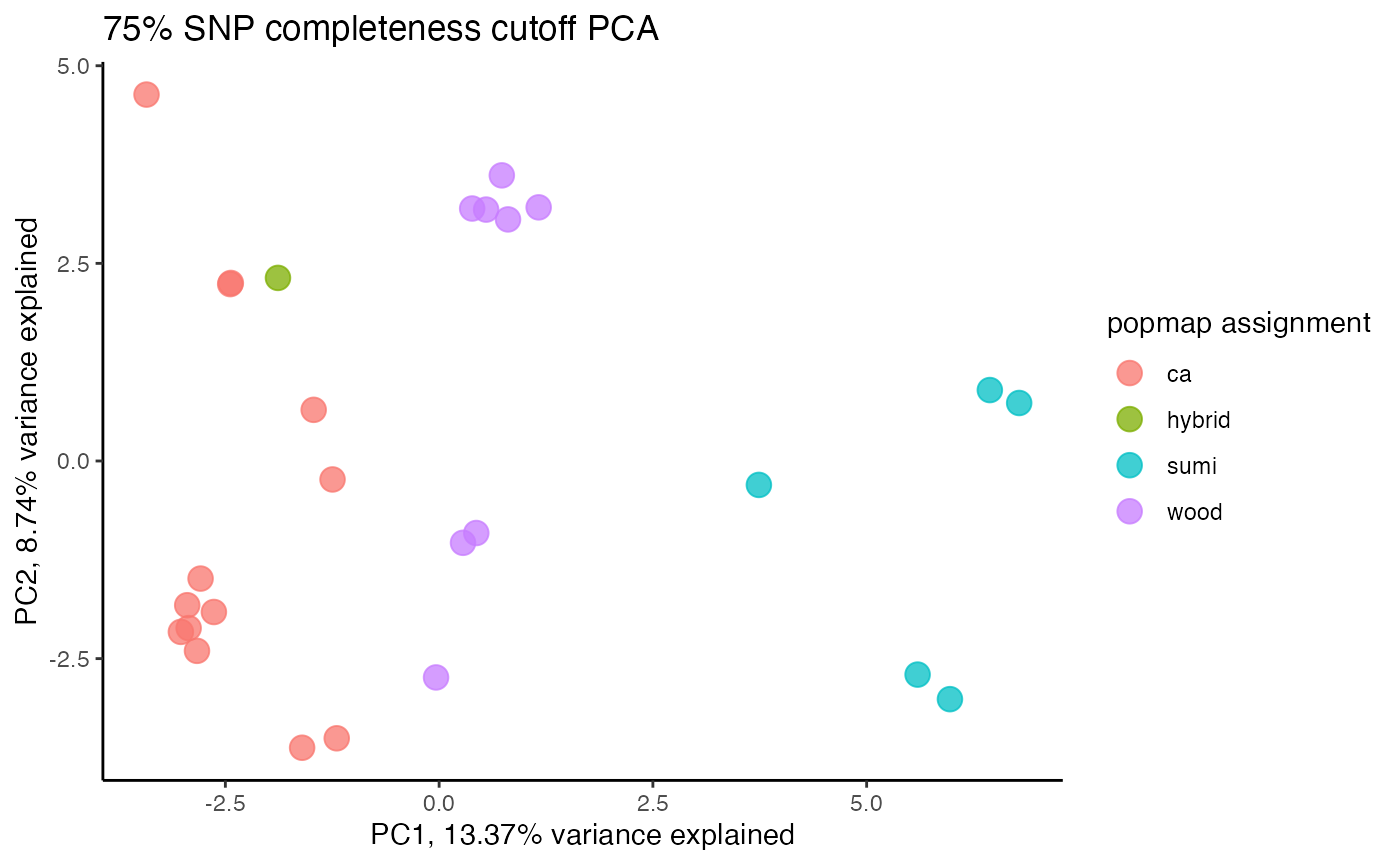 75% SNP completeness cutoff PCA
PC2, 8.74% variance explained
5.0
2.5
0.0
-2.5
-2.5
0.0
2.5
5.0
PC1, 13.37% variance explained
popmap assignment
ca
hybrid
sumi
wood